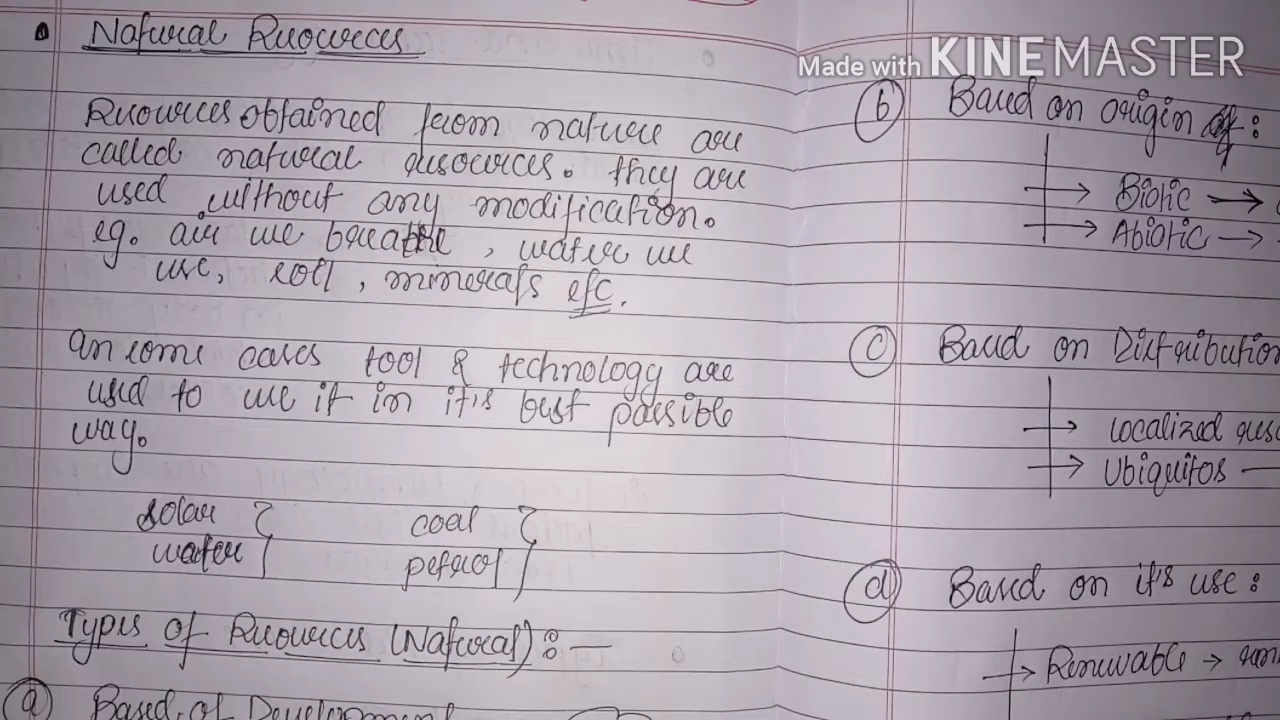 Natural Resources
Resources obtained from nature are
called natural resources. they are
used without any modification.
eg. air we breathe, water we
use, soil, minerals etc.
In some cases tool & technology are
used to use it in it's best possible
way.
solar
water
coal
petrol
Types of Resources (Natural):-
(a) Based of Development
Made with KINEMASTER
(b) Based on origin of:
Biotic →
Abiotic →
(c) Based on Distribution
→ localized
→ Ubiquitos –
(d) Based on it's use:
→ Renewable →